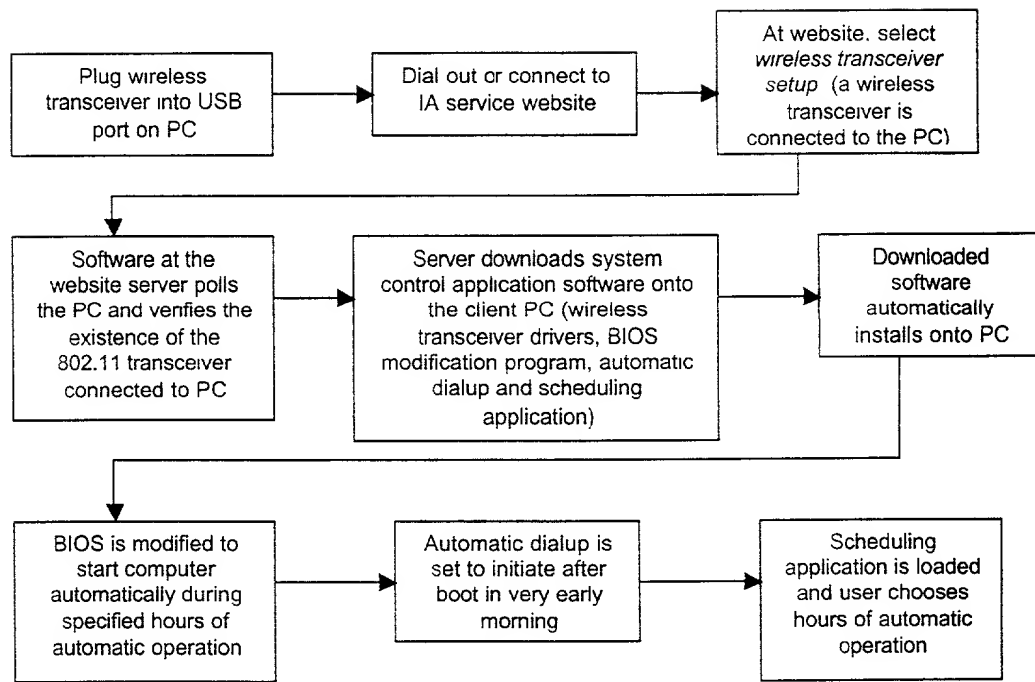 Plug wireless
transceiver into USB
port on PC
Dial out or connect to
IA service website
At website, select
wireless transceiver
setup (a wireless
transceiver is
connected to the PC)
Software at the
website server polls
the PC and verifies the
existence of the
802.11 transceiver
connected to PC
Server downloads system
control application software onto
the client PC (wireless
transceiver drivers, BIOS
modification program, automatic
dialup and scheduling
application)
Downloaded
software
automatically
installs onto PC
BIOS is modified to
start computer
automatically during
specified hours of
automatic operation
Automatic dialup is
set to initiate after
boot in very early
morning
Scheduling
application is loaded
and user chooses
hours of automatic
operation